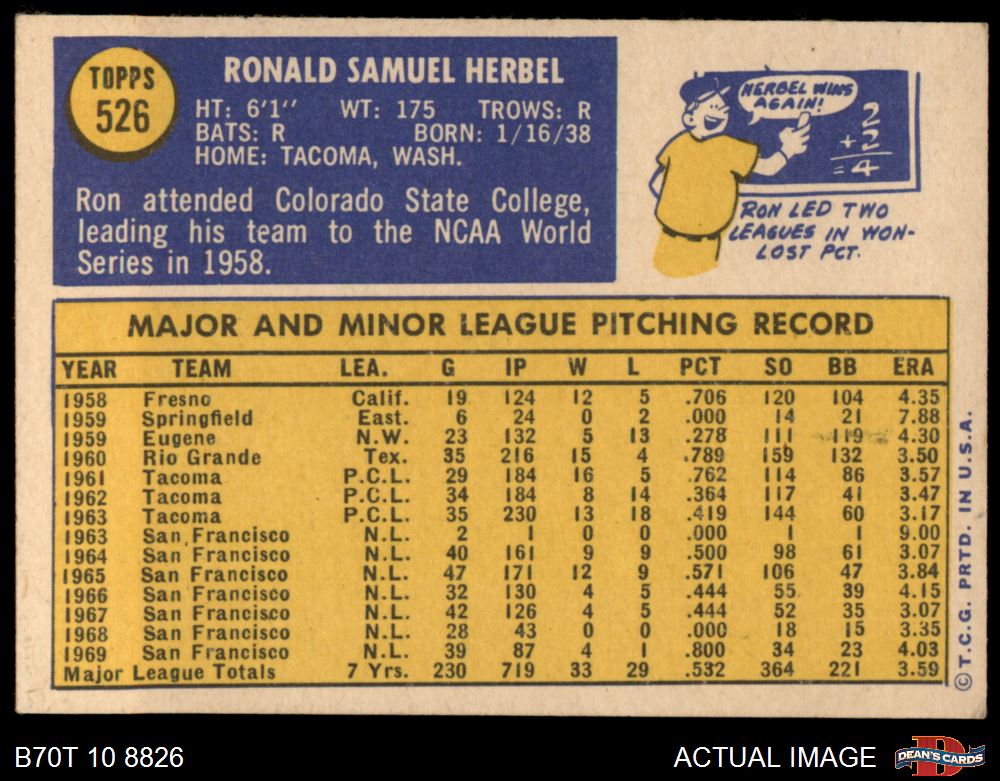 TOPPS
526
RONALD SAMUEL HERBEL
HT: 6'1'' WT: 175 TROWS: R
BATS: R BORN: 1/16/38
HOME: TACOMA, WASH.
Ron attended Colorado State College,
leading his team to the NCAA World
Series in 1958.
HERBEL WINS
AGAIN!
2
+2
=4
RON LED TWO
LEAGUES IN WON-
LOST PCT.
MAJOR AND MINOR LEAGUE PITCHING RECORD
YEAR TEAM LEA. G IP W L PCT SO BB ERA
1958 Fresno Calif. 19 124 12 5 .706 120 104 4.35
1959 Springfield East. 6 24 0 2 .000 14 21 7.88
1959 Eugene N.W. 23 132 5 13 .278 111 119 4.30
1960 Rio Grande Tex. 35 216 15 4 .789 159 132 3.50
1961 Tacoma P.C.L. 29 184 16 5 .762 114 86 3.57
1962 Tacoma P.C.L. 34 184 8 14 .364 117 41 3.47
1963 Tacoma P.C.L. 35 230 13 18 .419 144 60 3.17
1963 San Francisco N.L. 2 1 0 0 .000 1 1 9.00
1964 San Francisco N.L. 40 161 9 9 .500 98 61 3.07
1965 San Francisco N.L. 47 171 12 9 .571 106 47 3.84
1966 San Francisco N.L. 32 130 4 5 .444 55 39 4.15
1967 San Francisco N.L. 42 126 4 5 .444 52 35 3.07
1968 San Francisco N.L. 28 43 0 0 .000 18 15 3.35
1969 San Francisco N.L. 39 87 4 1 .800 34 23 4.03
Major League Totals 7 Yrs. 230 719 33 29 .532 364 221 3.59
©T.C.G. PRTD. IN U.S.A.
B70T 10 8826
ACTUAL IMAGE
D
DEAN'S CARDS